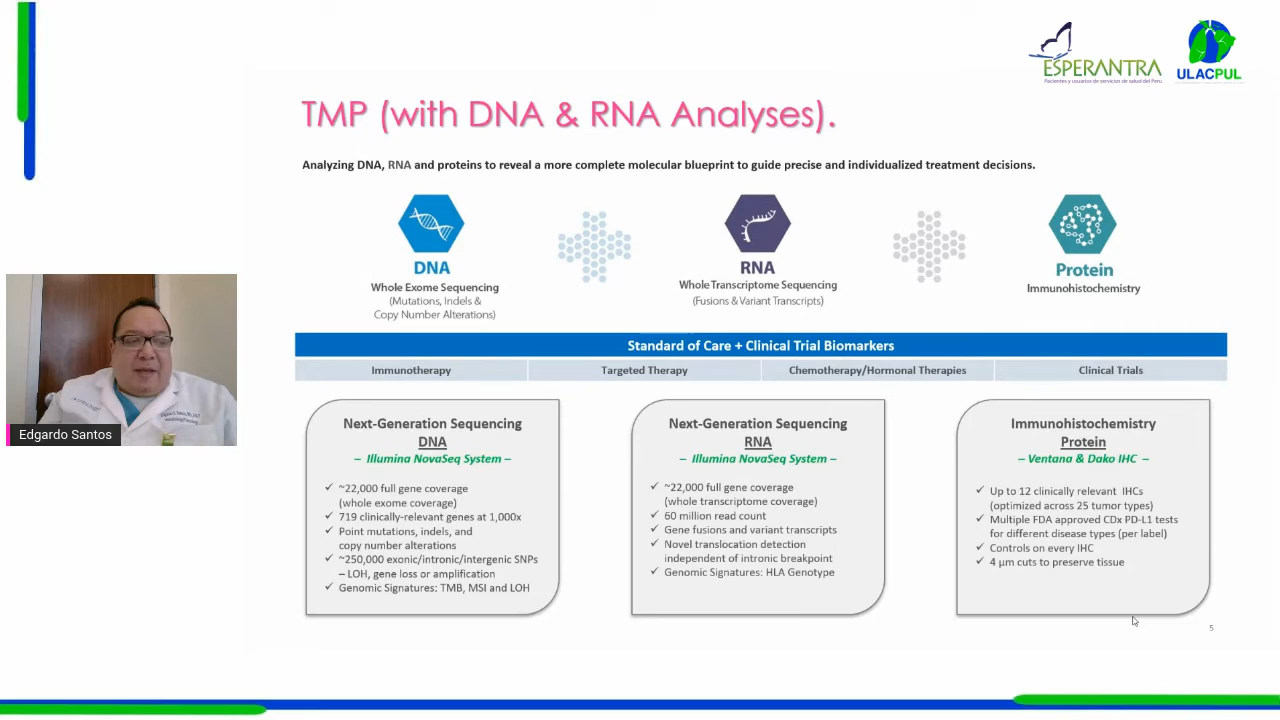 ESPERANTRA
Pacientes y usuarios de servicios de salud del Perú
ULACPUL
TMP (with DNA & RNA Analyses).
Analyzing DNA, RNA and proteins to reveal a more complete molecular blueprint to guide precise and individualized treatment decisions.
DNA
Whole Exome Sequencing
(Mutations, Indels &
Copy Number Alterations)
RNA
Whole Transcriptome Sequencing
(Fusions & Variant Transcripts)
Protein
Immunohistochemistry
Standard of Care + Clinical Trial Biomarkers
Immunotherapy
Targeted Therapy
Chemotherapy/Hormonal Therapies
Clinical Trials
Next-Generation Sequencing
DNA
– Illumina NovaSeq System –
✓ ~22,000 full gene coverage
(whole exome coverage)
✓ 719 clinically-relevant genes at 1,000x
✓ Point mutations, indels, and
copy number alterations
✓ ~250,000 exonic/intronic/intergenic SNPs
– LOH, gene loss or amplification
✓ Genomic Signatures: TMB, MSI and LOH
Next-Generation Sequencing
RNA
– Illumina NovaSeq System –
✓ ~22,000 full gene coverage
(whole transcriptome coverage)
✓ 60 million read count
✓ Gene fusions and variant transcripts
✓ Novel translocation detection
independent of intronic breakpoint
✓ Genomic Signatures: HLA Genotype
Immunohistochemistry
Protein
– Ventana & Dako IHC –
✓ Up to 12 clinically relevant IHCs
(optimized across 25 tumor types)
✓ Multiple FDA approved CDx PD-L1 tests
for different disease types (per label)
✓ Controls on every IHC
✓ 4 µm cuts to preserve tissue
Edgardo Santos
5